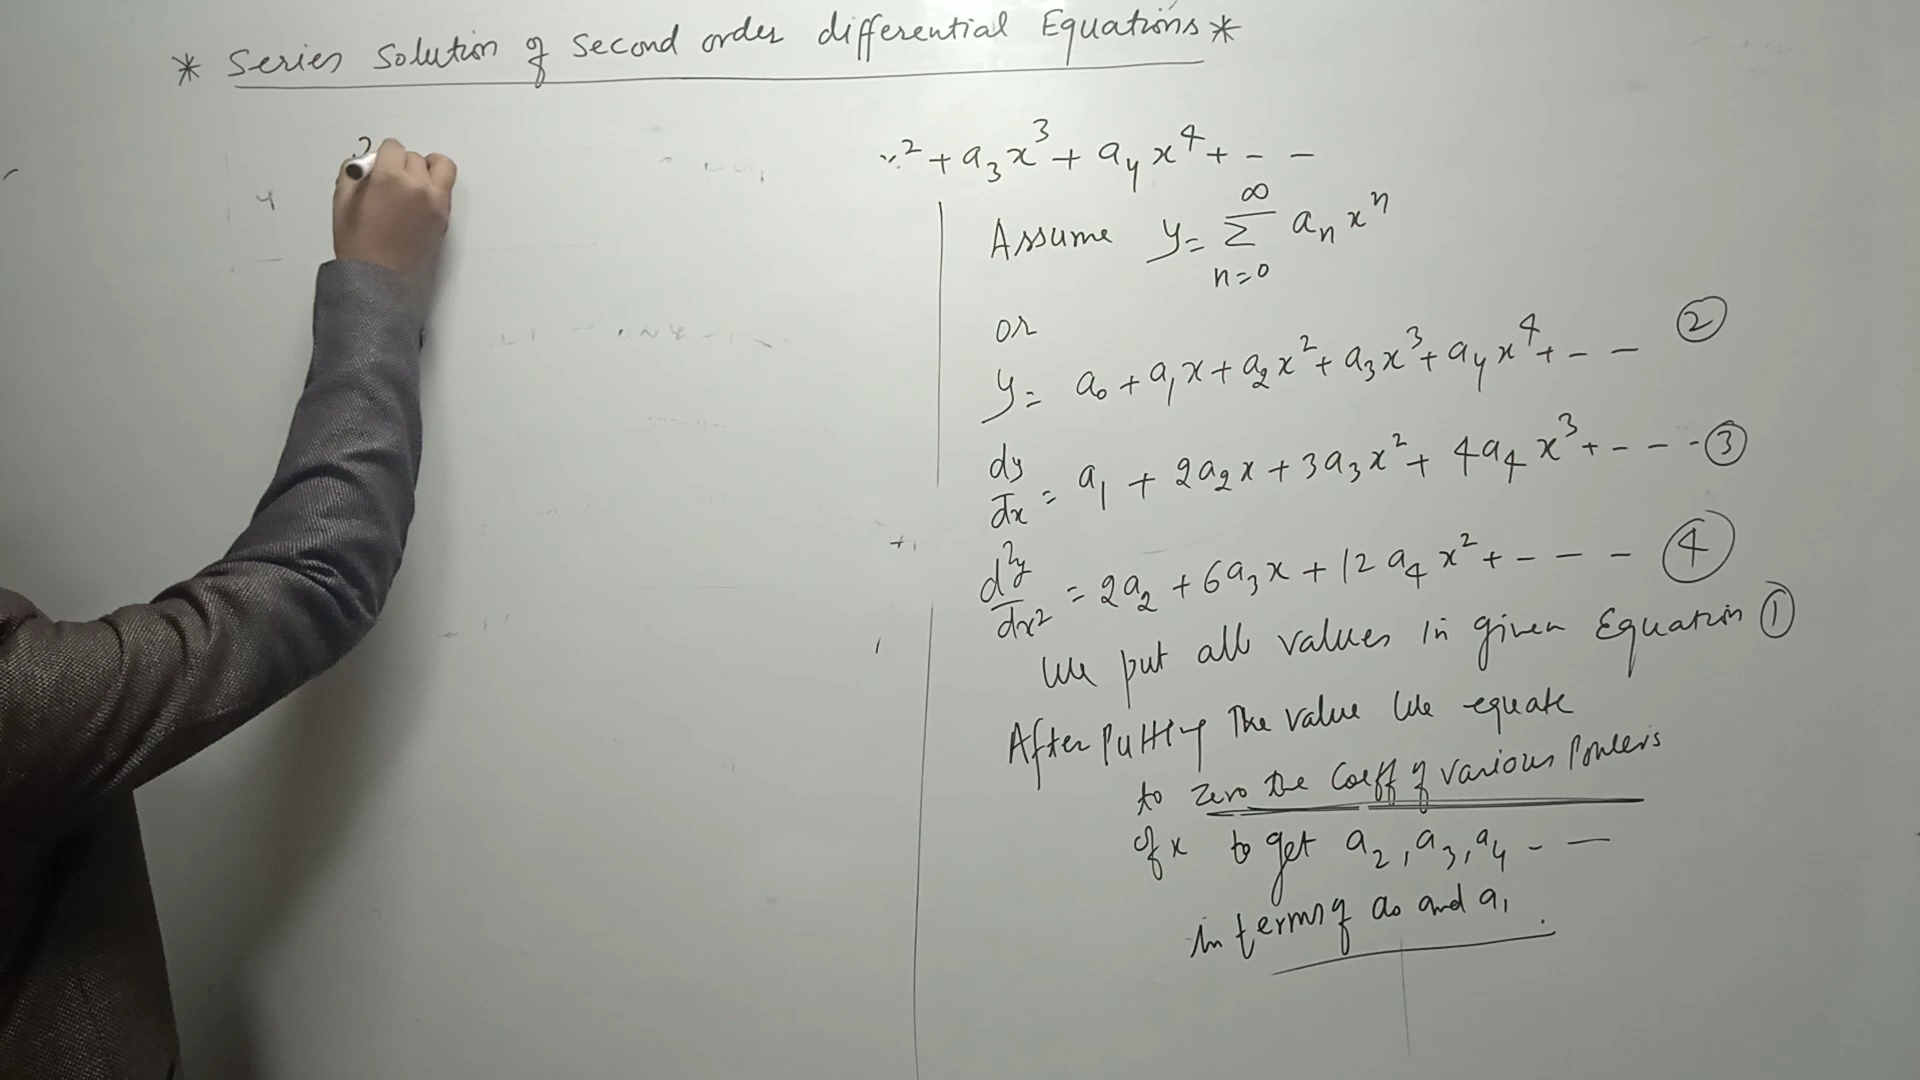 * Series Solution of Second order differential Equations *
x² + a₃x³ + a₄x⁴ + - -
Assume y = ∑ₙ₌₀^∞ aₙxⁿ
or
y = a₀ + a₁x + a₂x² + a₃x³ + a₄x⁴ + - - ②
dy/dx = a₁ + 2a₂x + 3a₃x² + 4a₄x³ + - - - ③
d²y/dx² = 2a₂ + 6a₃x + 12a₄x² + - - - ④
We put all values in given Equation ①
After Putting The value We equate
to zero the Coeff of various Powers
of x to get a₂, a₃, a₄ - -
in terms of a₀ and a₁.